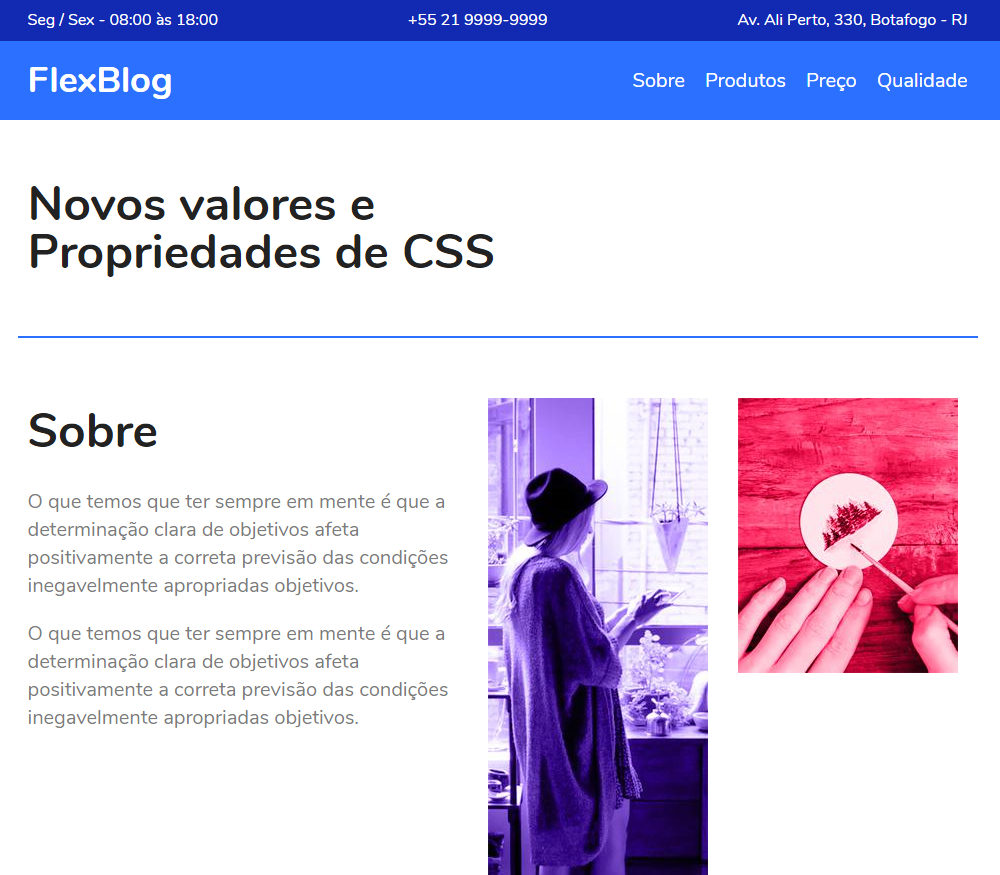 Seg / Sex - 08:00 às 18:00
+55 21 9999-9999
Av. Ali Perto, 330, Botafogo - RJ
FlexBlog
Sobre Produtos Preço Qualidade
Novos valores e
Propriedades de CSS
Sobre
O que temos que ter sempre em mente é que a
determinação clara de objetivos afeta
positivamente a correta previsão das condições
inegavelmente apropriadas objetivos.
O que temos que ter sempre em mente é que a
determinação clara de objetivos afeta
positivamente a correta previsão das condições
inegavelmente apropriadas objetivos.